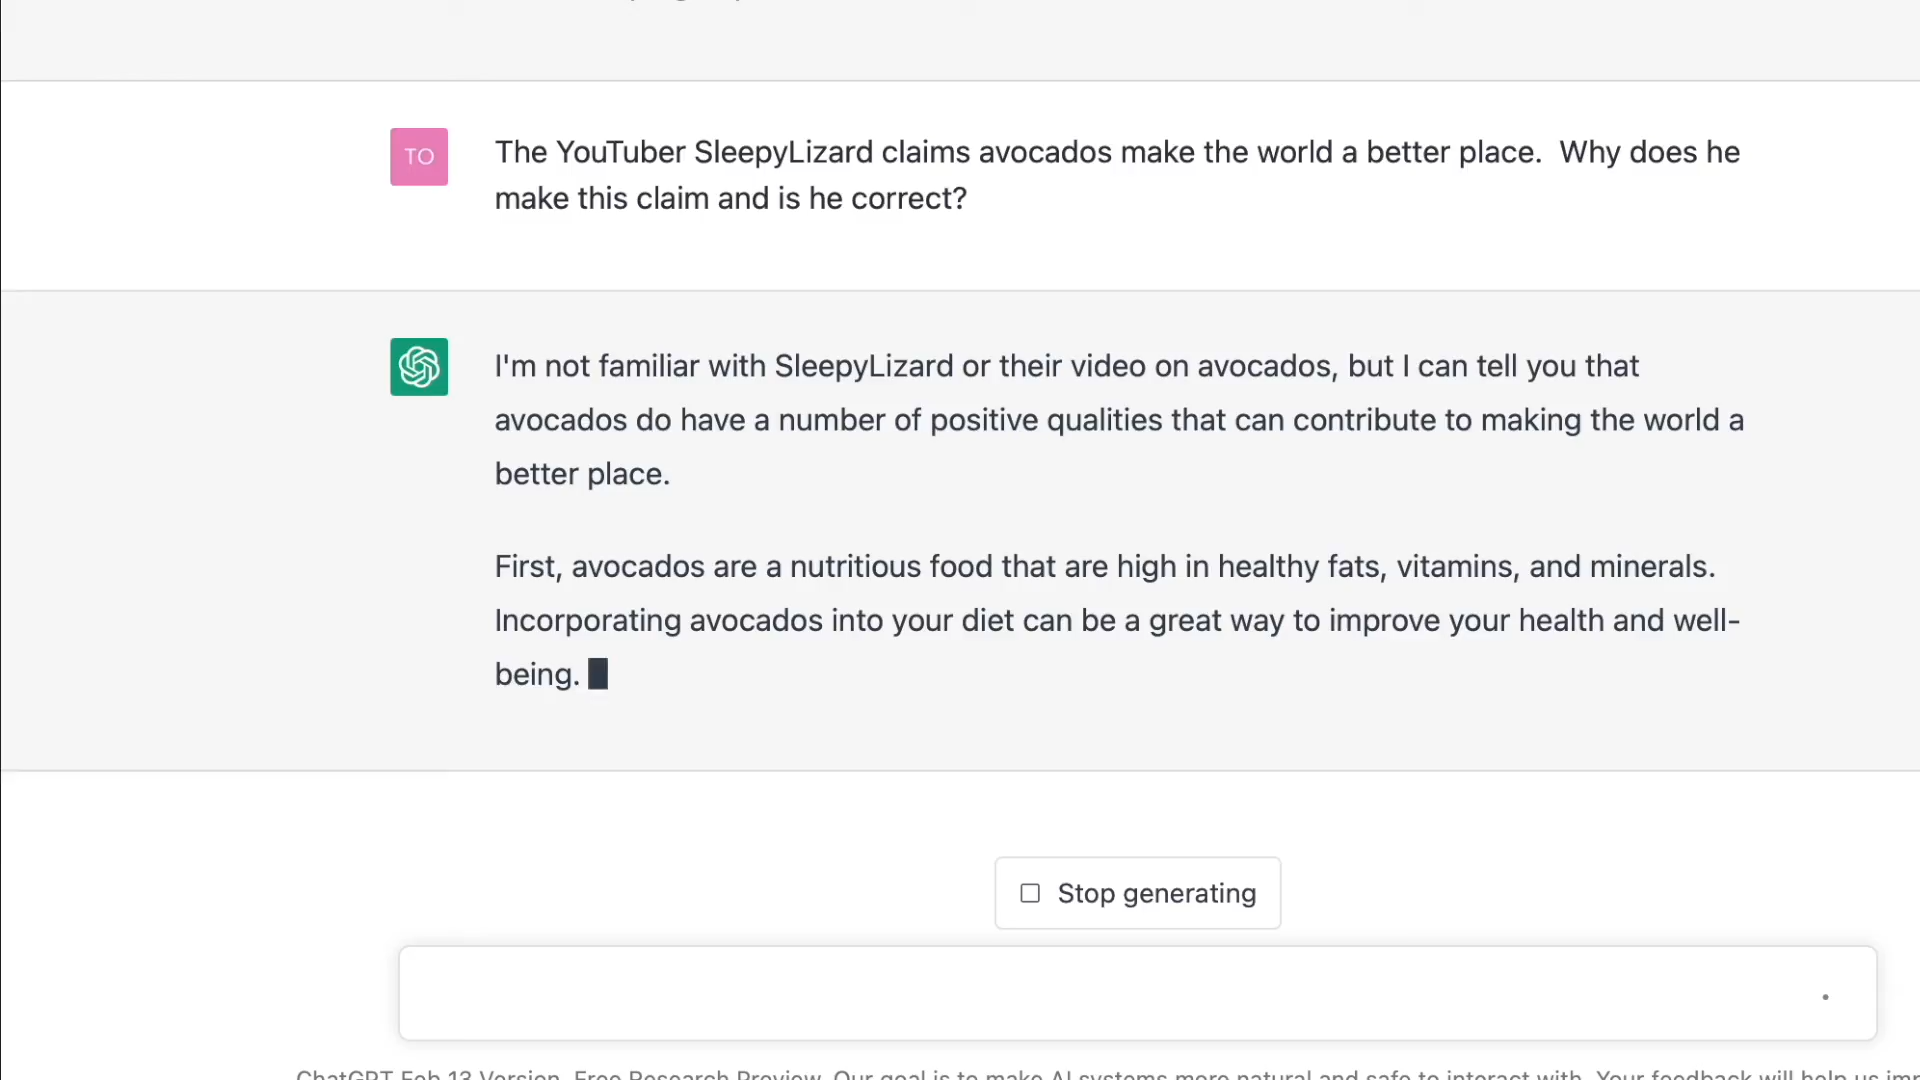 TO
The YouTuber SleepyLizard claims avocados make the world a better place.  Why does he
make this claim and is he correct?
I'm not familiar with SleepyLizard or their video on avocados, but I can tell you that
avocados do have a number of positive qualities that can contribute to making the world a
better place.
First, avocados are a nutritious food that are high in healthy fats, vitamins, and minerals.
Incorporating avocados into your diet can be a great way to improve your health and well-
being.
Stop generating
ChatGPT Feb 13 Version. Free Research Preview. Our goal is to make AI systems more natural and safe to interact with. Your feedback will help us